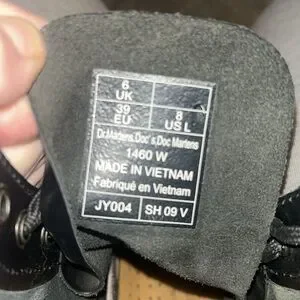 6
UK
39
EU
8
US L
Dr.Martens.Doc's.Doc Martens
1460 W
MADE IN VIETNAM
Fabriqué en Vietnam
JY004 SH 09 V